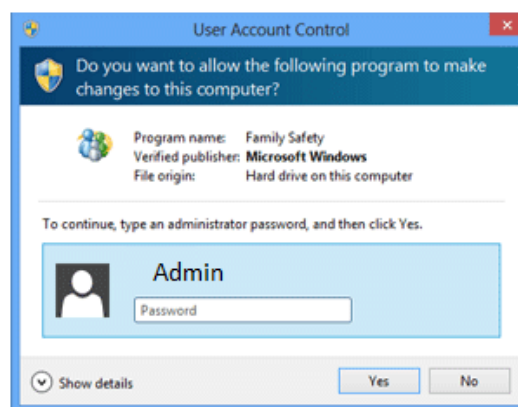 User Account Control
Do you want to allow the following program to make
changes to this computer?
Program name: Family Safety
Verified publisher: Microsoft Windows
File origin: Hard drive on this computer
To continue, type an administrator password, and then click Yes.
Admin
Password
Show details
Yes
No